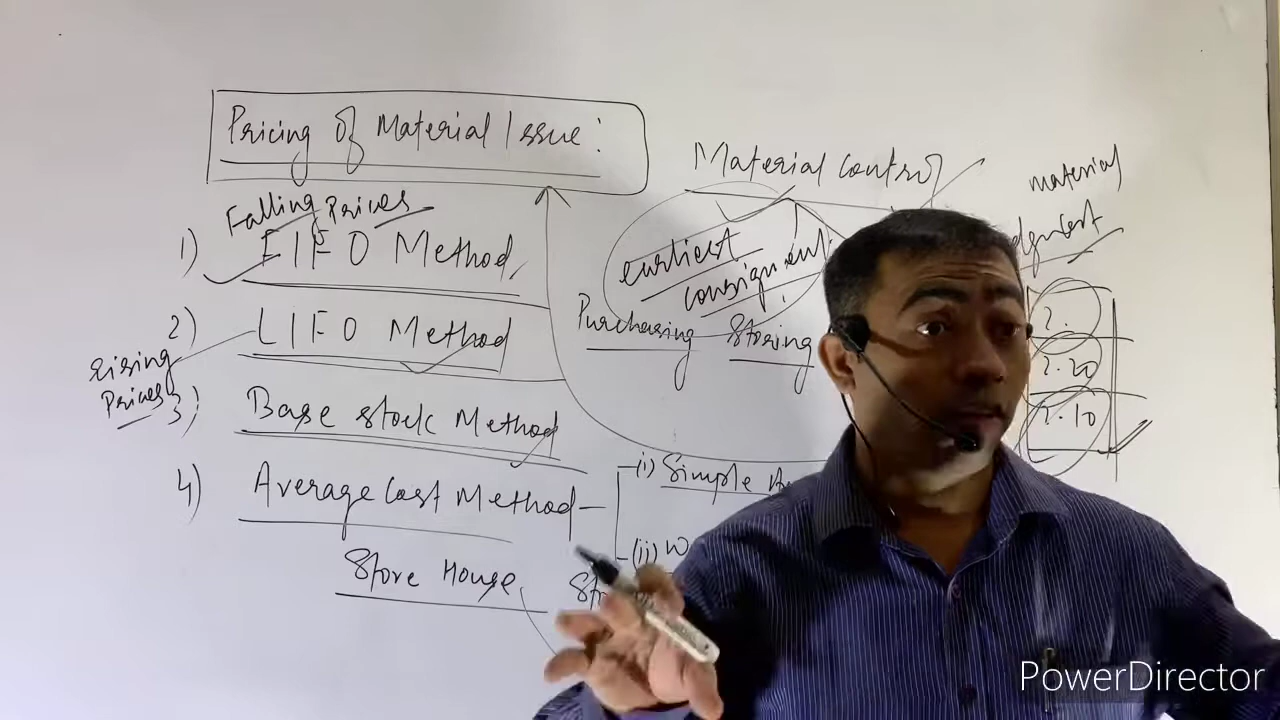 Pricing of Material Issue:
Falling Prices
1) FIFO Method,
2) LIFO Method
Rising Prices
3) Base stock Method
4) Average Cost Method
(i) Simple
(ii) W
Store House,
Material control
earliest
consignment
Purchasing Storing
material
2.20
2.10
PowerDirector